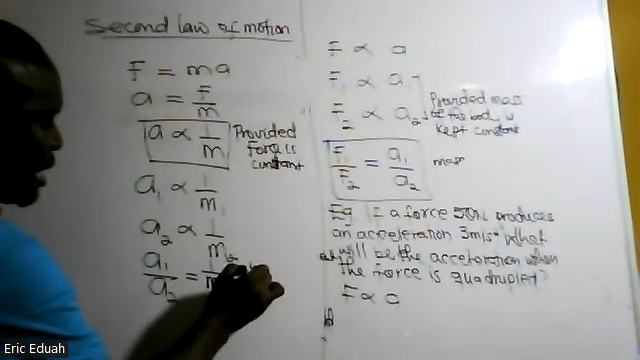 Second law of motion
F = ma
a = F/m
a ∝ 1/m Provided Force is constant
a₁ ∝ 1/m
a₂ ∝ 1/m₂
a₁/a₂ =
F ∝ a
F₁ ∝ a₁
F₂ ∝ a₂
Provided mass
of the body is
kept constant
F₁/F₂ = a₁/a₂
mass
Eg If a force 50N produces
an acceleration 3m/s² what
will be the acceleration when
the force is quadrupled?
F ∝ a
Eric Eduah